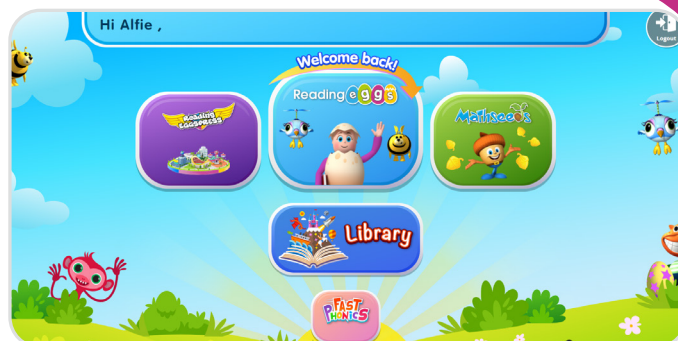 Hi Alfie ,
Logout
Welcome back!
Reading eggs
Reading
EGGSPRESS
Mathseeds
Library
FAST
PHONICS